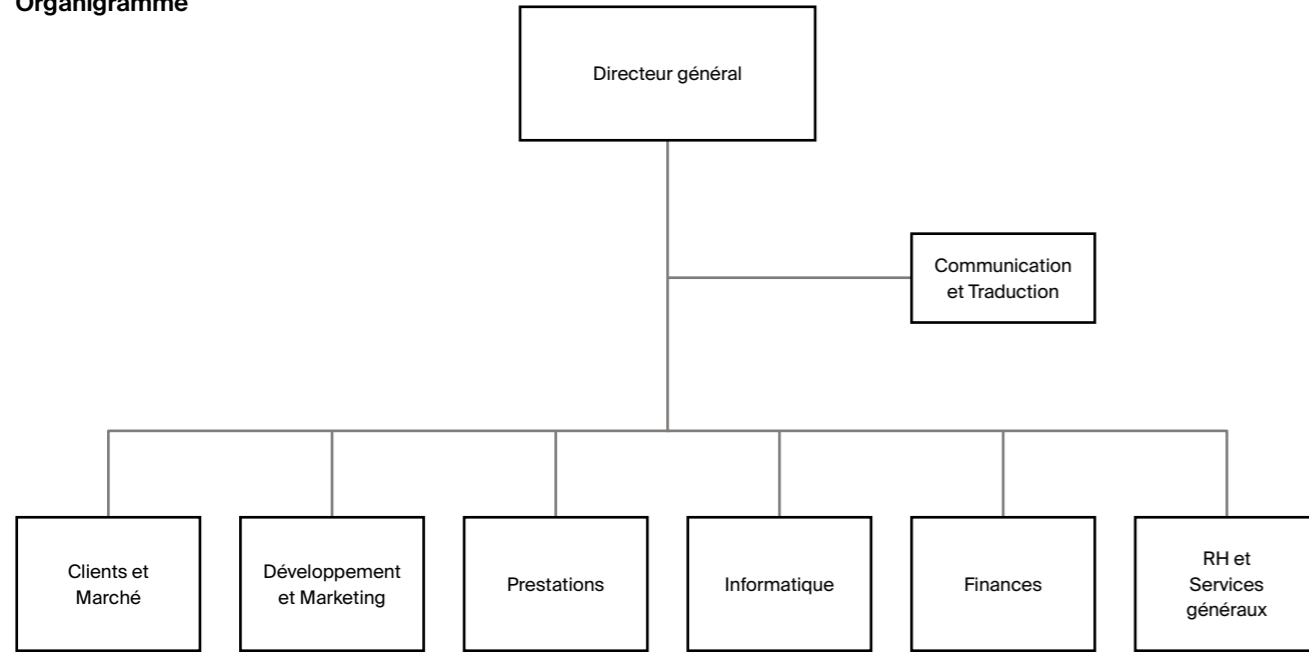 Organigramme
Directeur général
Communication
et Traduction
Clients et
Marché
Développement
et Marketing
Prestations
Informatique
Finances
RH et
Services
généraux